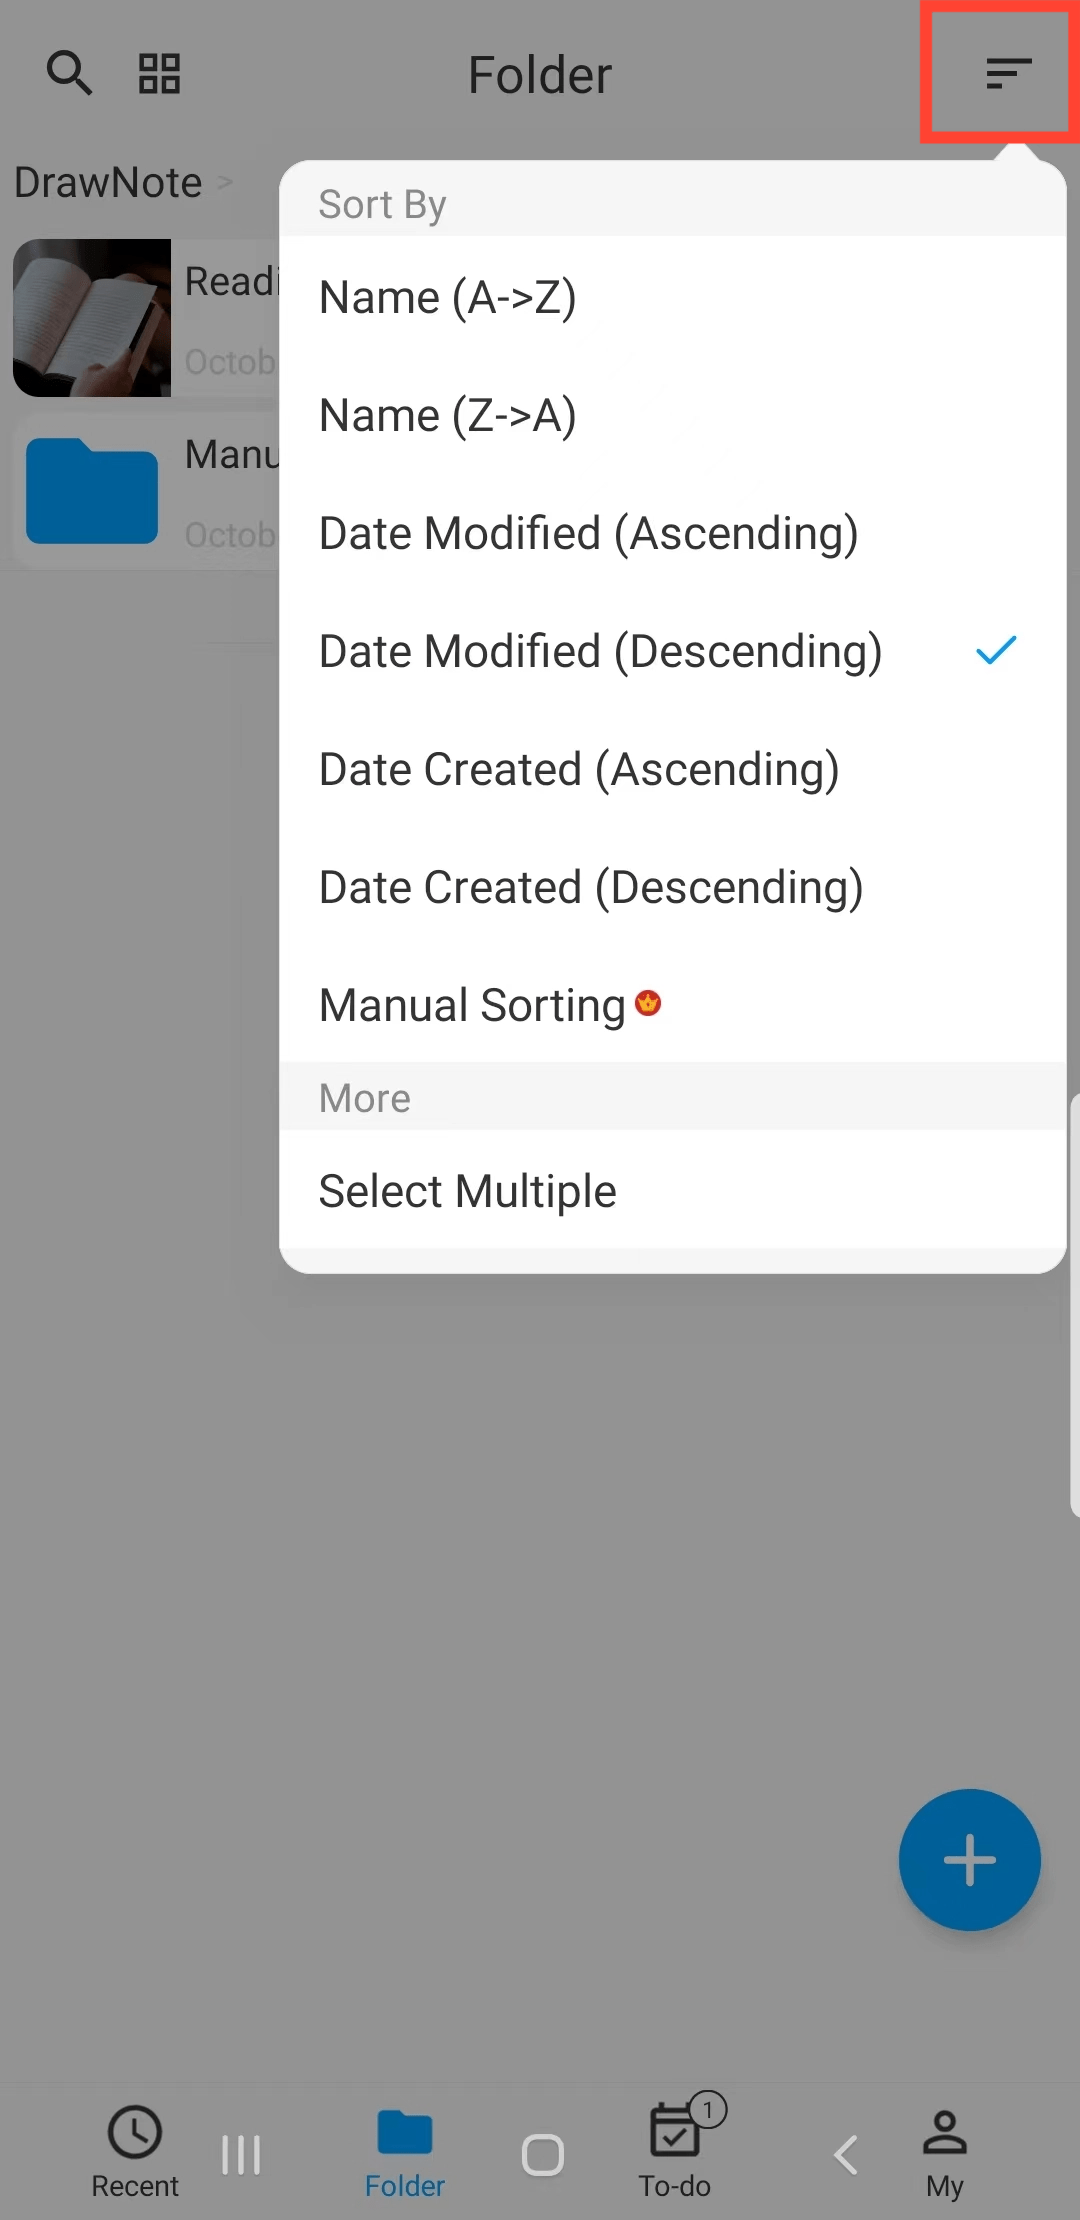 Folder
DrawNote >
Sort By
Name (A->Z)
Name (Z->A)
Date Modified (Ascending)
Date Modified (Descending)
Date Created (Ascending)
Date Created (Descending)
Manual Sorting
More
Select Multiple
Readi
Octob
Manu
Octob
1
Recent
Folder
To-do
My